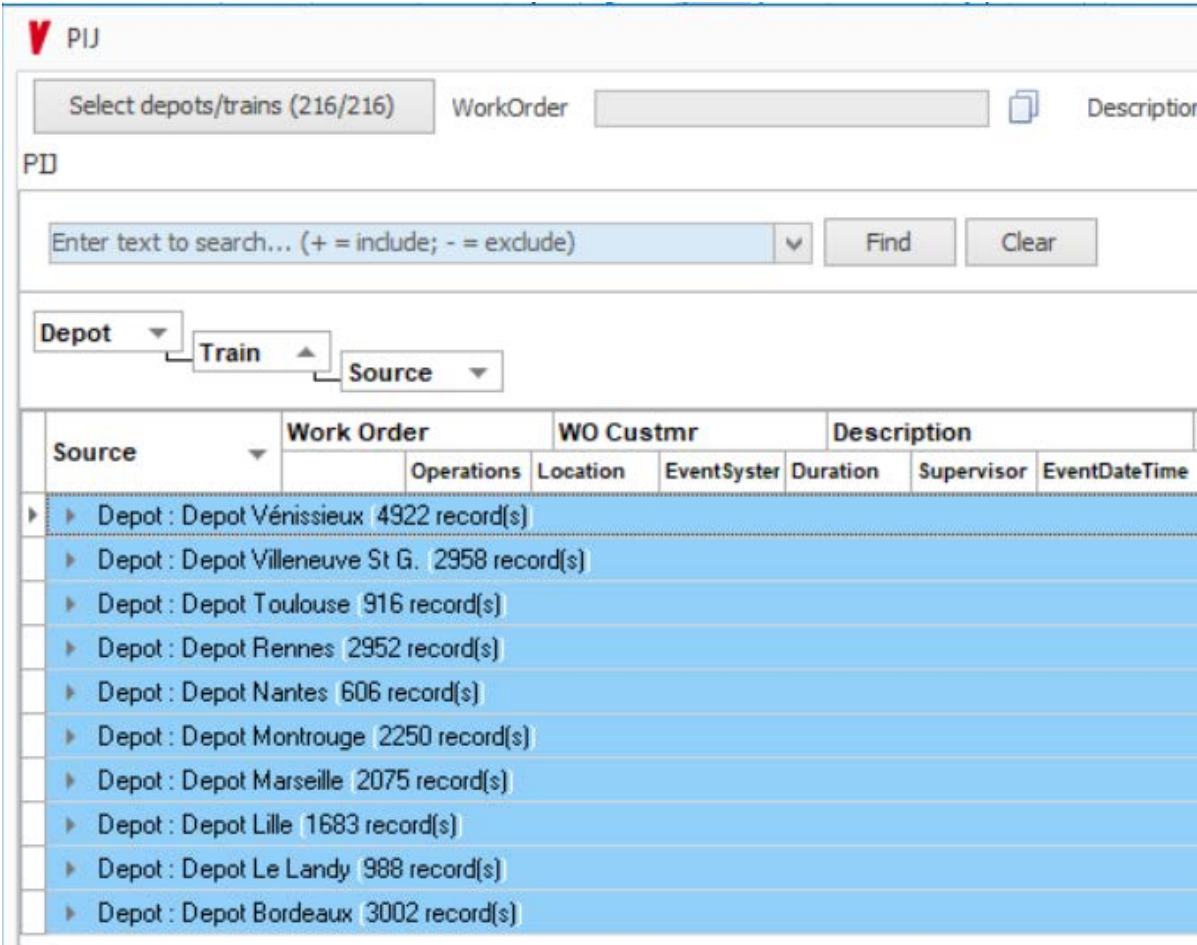 PIJ
Select depots/trains (216/216) WorkOrder Description
PIJ
Enter text to search... (+ = include; - = exclude) Find Clear
Depot
Train
Source
Source Work Order WO Custmr Description
Operations Location EventSyster Duration Supervisor EventDateTime
Depot : Depot Vénissieux (4922 record(s))
Depot : Depot Villeneuve St G. (2958 record(s))
Depot : Depot Toulouse (916 record(s))
Depot : Depot Rennes (2952 record(s))
Depot : Depot Nantes (606 record(s))
Depot : Depot Montrouge (2250 record(s))
Depot : Depot Marseille (2075 record(s))
Depot : Depot Lille (1683 record(s))
Depot : Depot Le Landy (988 record(s))
Depot : Depot Bordeaux (3002 record(s))